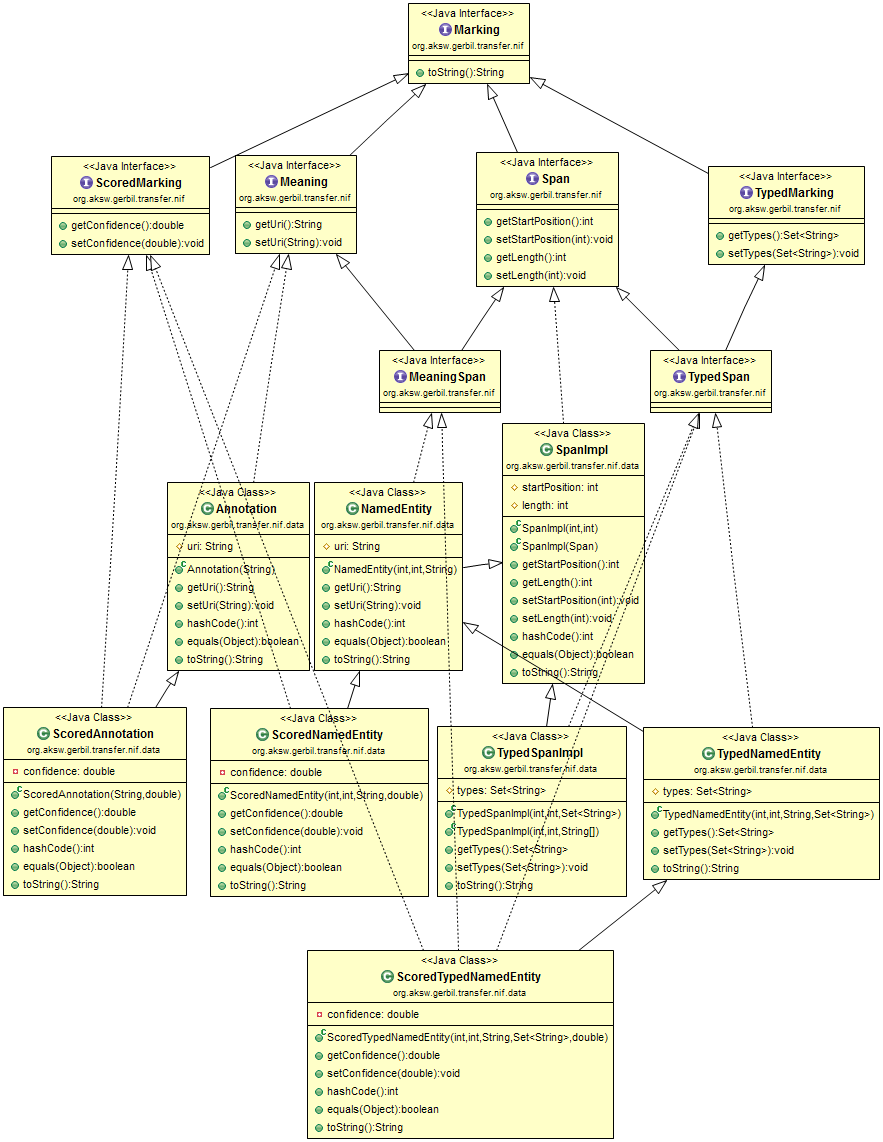 <<Java Interface>>
Marking
org.aksw.gerbil.transfer.nif
toString():String
<<Java Interface>>
ScoredMarking
org.aksw.gerbil.transfer.nif
getConfidence():double
setConfidence(double):void
<<Java Interface>>
Meaning
org.aksw.gerbil.transfer.nif
getUri():String
setUri(String):void
<<Java Interface>>
Span
org.aksw.gerbil.transfer.nif
getStartPosition():int
setStartPosition(int):void
getLength():int
setLength(int):void
<<Java Interface>>
TypedMarking
org.aksw.gerbil.transfer.nif
getTypes():Set<String>
setTypes(Set<String>):void
<<Java Interface>>
MeaningSpan
org.aksw.gerbil.transfer.nif
<<Java Interface>>
TypedSpan
org.aksw.gerbil.transfer.nif
<<Java Class>>
Annotation
org.aksw.gerbil.transfer.nif.data
uri: String
Annotation(String)
getUri():String
setUri(String):void
hashCode():int
equals(Object):boolean
toString():String
<<Java Class>>
NamedEntity
org.aksw.gerbil.transfer.nif.data
uri: String
NamedEntity(int,int,String)
getUri():String
setUri(String):void
hashCode():int
equals(Object):boolean
toString():String
<<Java Class>>
SpanImpl
org.aksw.gerbil.transfer.nif.data
startPosition: int
length: int
SpanImpl(int,int)
SpanImpl(Span)
getStartPosition():int
getLength():int
setStartPosition(int):void
setLength(int):void
hashCode():int
equals(Object):boolean
toString():String
<<Java Class>>
ScoredAnnotation
org.aksw.gerbil.transfer.nif.data
confidence: double
ScoredAnnotation(String,double)
getConfidence():double
setConfidence(double):void
hashCode():int
equals(Object):boolean
toString():String
<<Java Class>>
ScoredNamedEntity
org.aksw.gerbil.transfer.nif.data
confidence: double
ScoredNamedEntity(int,int,String,double)
getConfidence():double
setConfidence(double):void
hashCode():int
equals(Object):boolean
toString():String
<<Java Class>>
TypedSpanImpl
org.aksw.gerbil.transfer.nif.data
types: Set<String>
TypedSpanImpl(int,int,Set<String>)
TypedSpanImpl(int,int,String[])
getTypes():Set<String>
setTypes(Set<String>):void
toString():String
<<Java Class>>
TypedNamedEntity
org.aksw.gerbil.transfer.nif.data
types: Set<String>
TypedNamedEntity(int,int,String,Set<String>)
getTypes():Set<String>
setTypes(Set<String>):void
toString():String
<<Java Class>>
ScoredTypedNamedEntity
org.aksw.gerbil.transfer.nif.data
confidence: double
ScoredTypedNamedEntity(int,int,String,Set<String>,double)
getConfidence():double
setConfidence(double):void
hashCode():int
equals(Object):boolean
toString():String